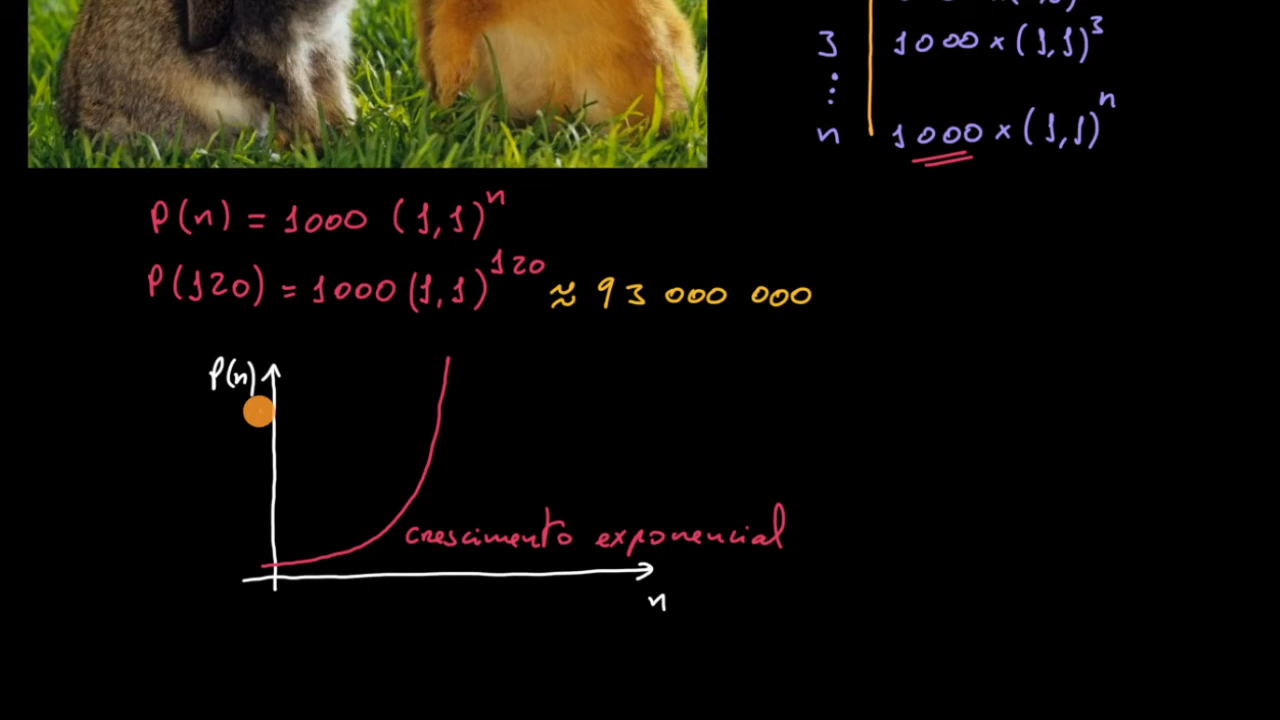 3 1000 × (1,1)³
⋮
n 1000 × (1,1)ⁿ
P(n) = 1000 (1,1)ⁿ
P(120) = 1000 (1,1)¹²⁰ ≈ 93 000 000
P(n)
crescimento exponencial
n